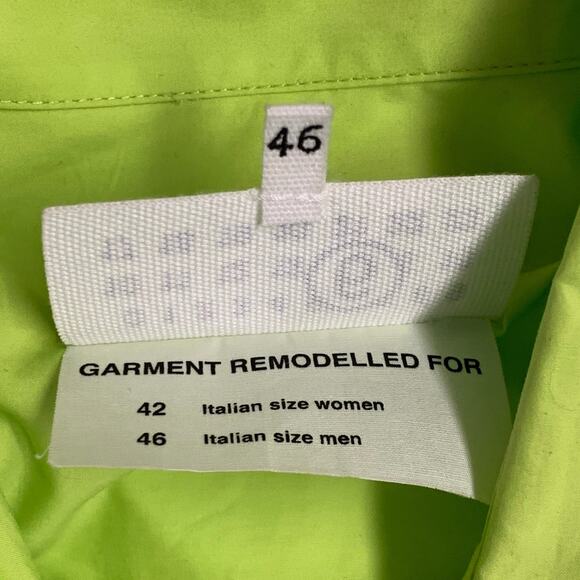 46
GARMENT REMODELLED FOR
42 Italian size women
46 Italian size men